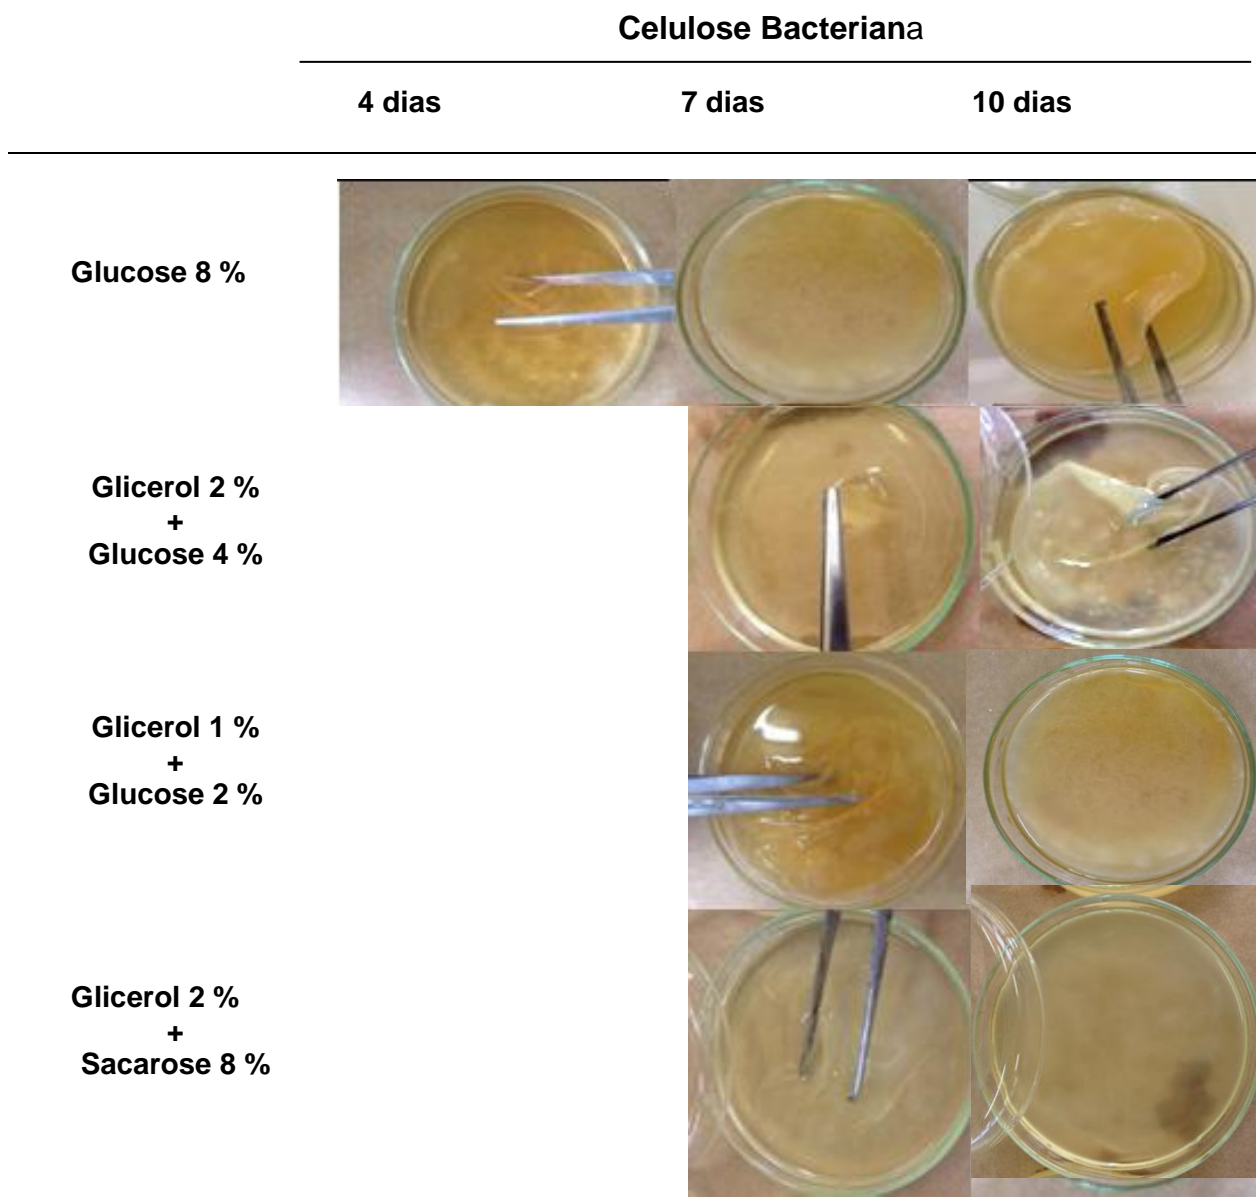 Celulose Bacteriana
4 dias 7 dias 10 dias
Glucose 8 %
Glicerol 2 %
+
Glucose 4 %
Glicerol 1 %
+
Glucose 2 %
Glicerol 2 %
+
Sacarose 8 %